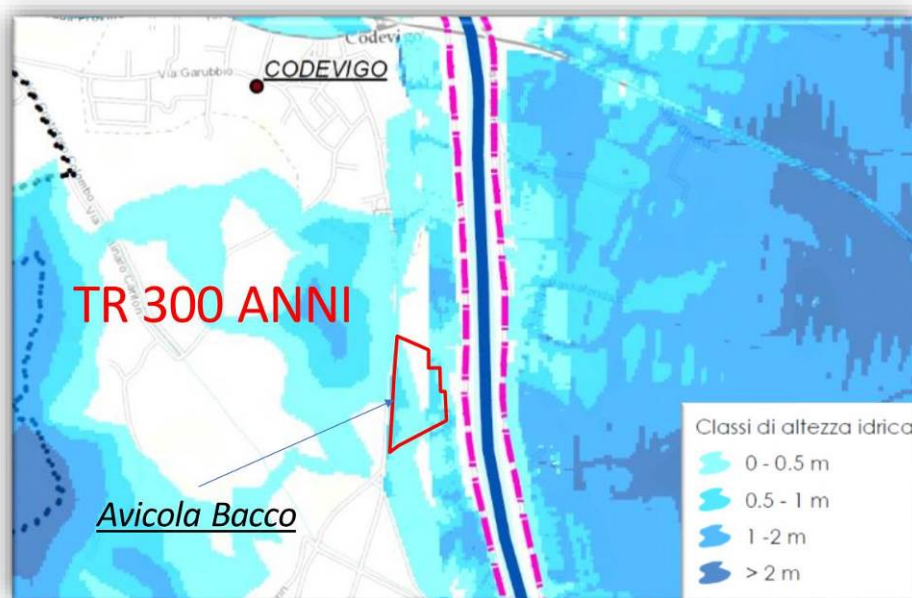 Codevigo
Via Garubbio
CODEVIGO
TR 300 ANNI
Avicola Bacco
Classi di altezza idrica
0 - 0.5 m
0.5 - 1 m
1 -2 m
> 2 m